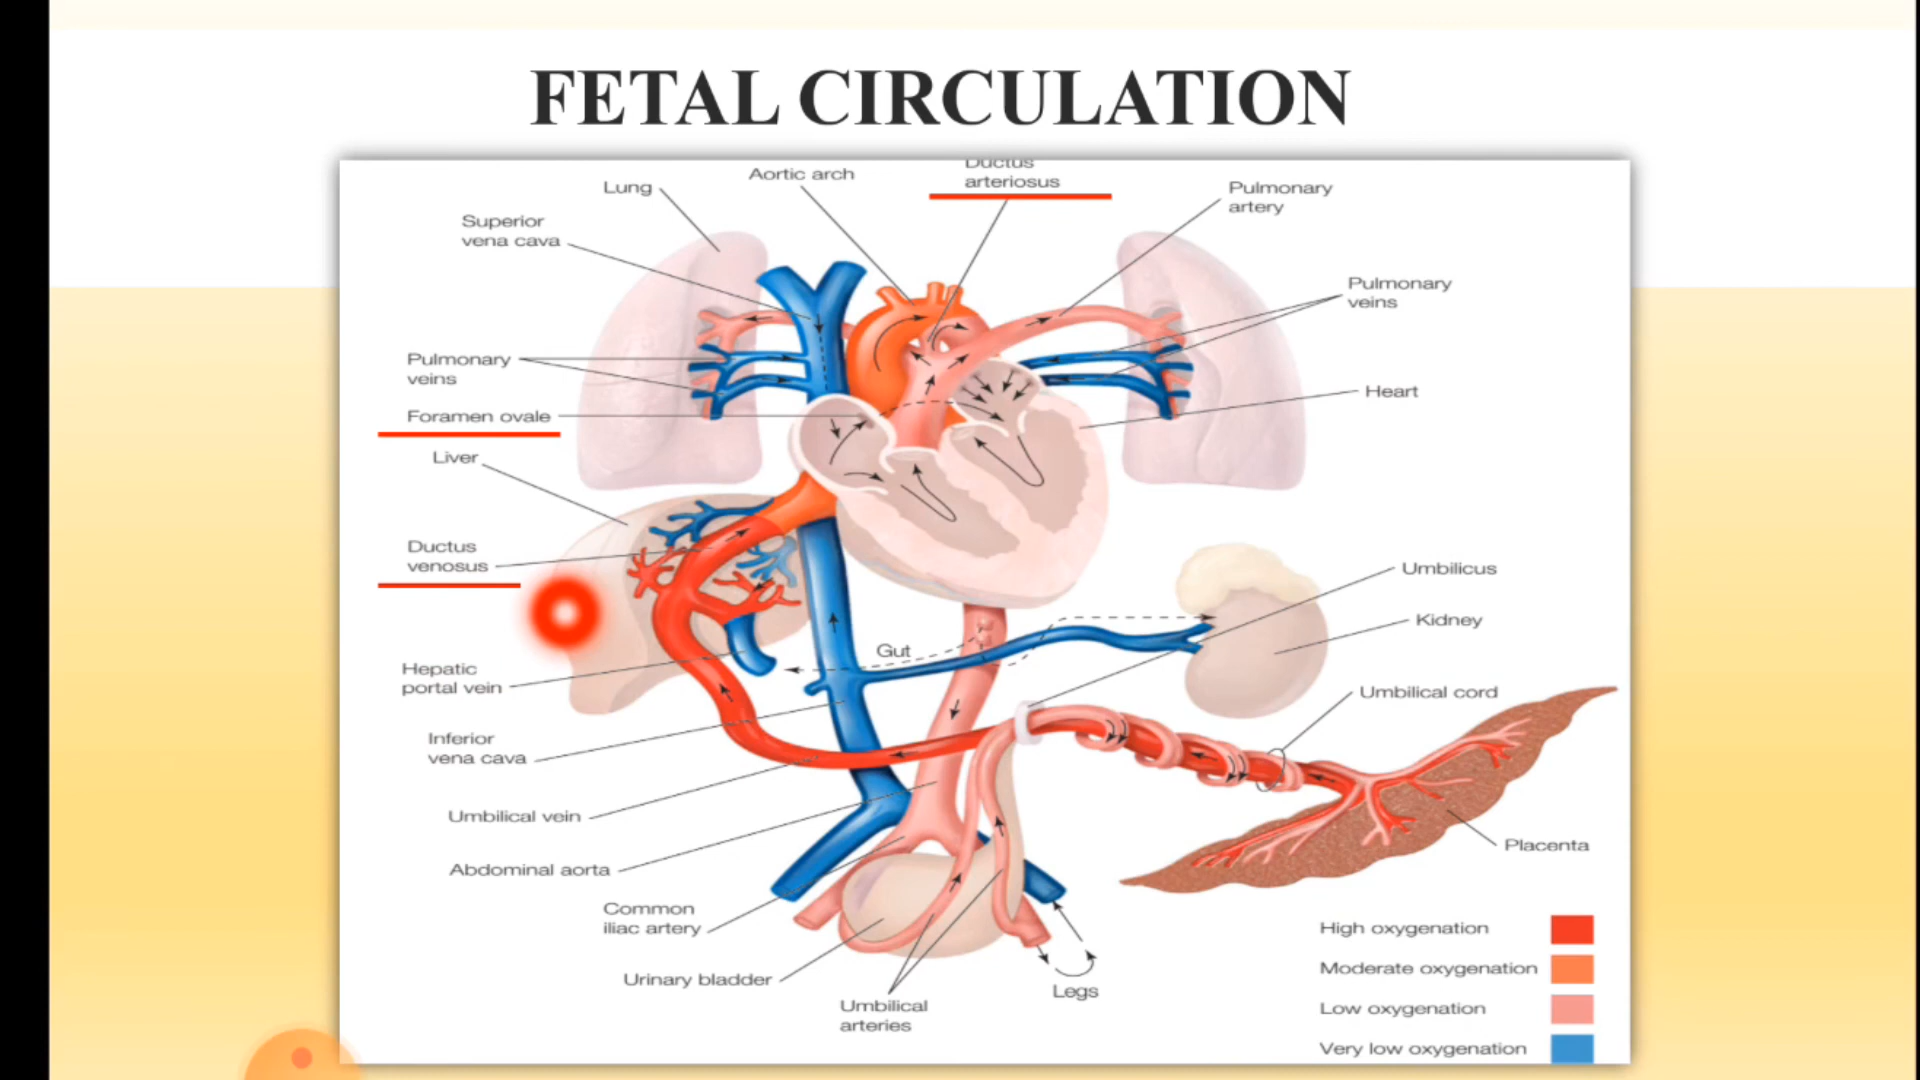 FETAL CIRCULATION
Ductus
arteriosus
Aortic arch
Lung
Pulmonary
artery
Superior
vena cava
Pulmonary
veins
Pulmonary
veins
Heart
Foramen ovale
Liver
Ductus
venosus
Umbilicus
Kidney
Gut
Hepatic
portal vein
Umbilical cord
Inferior
vena cava
Umbilical vein
Placenta
Abdominal aorta
Common
iliac artery
Urinary bladder
Umbilical
arteries
Legs
High oxygenation
Moderate oxygenation
Low oxygenation
Very low oxygenation